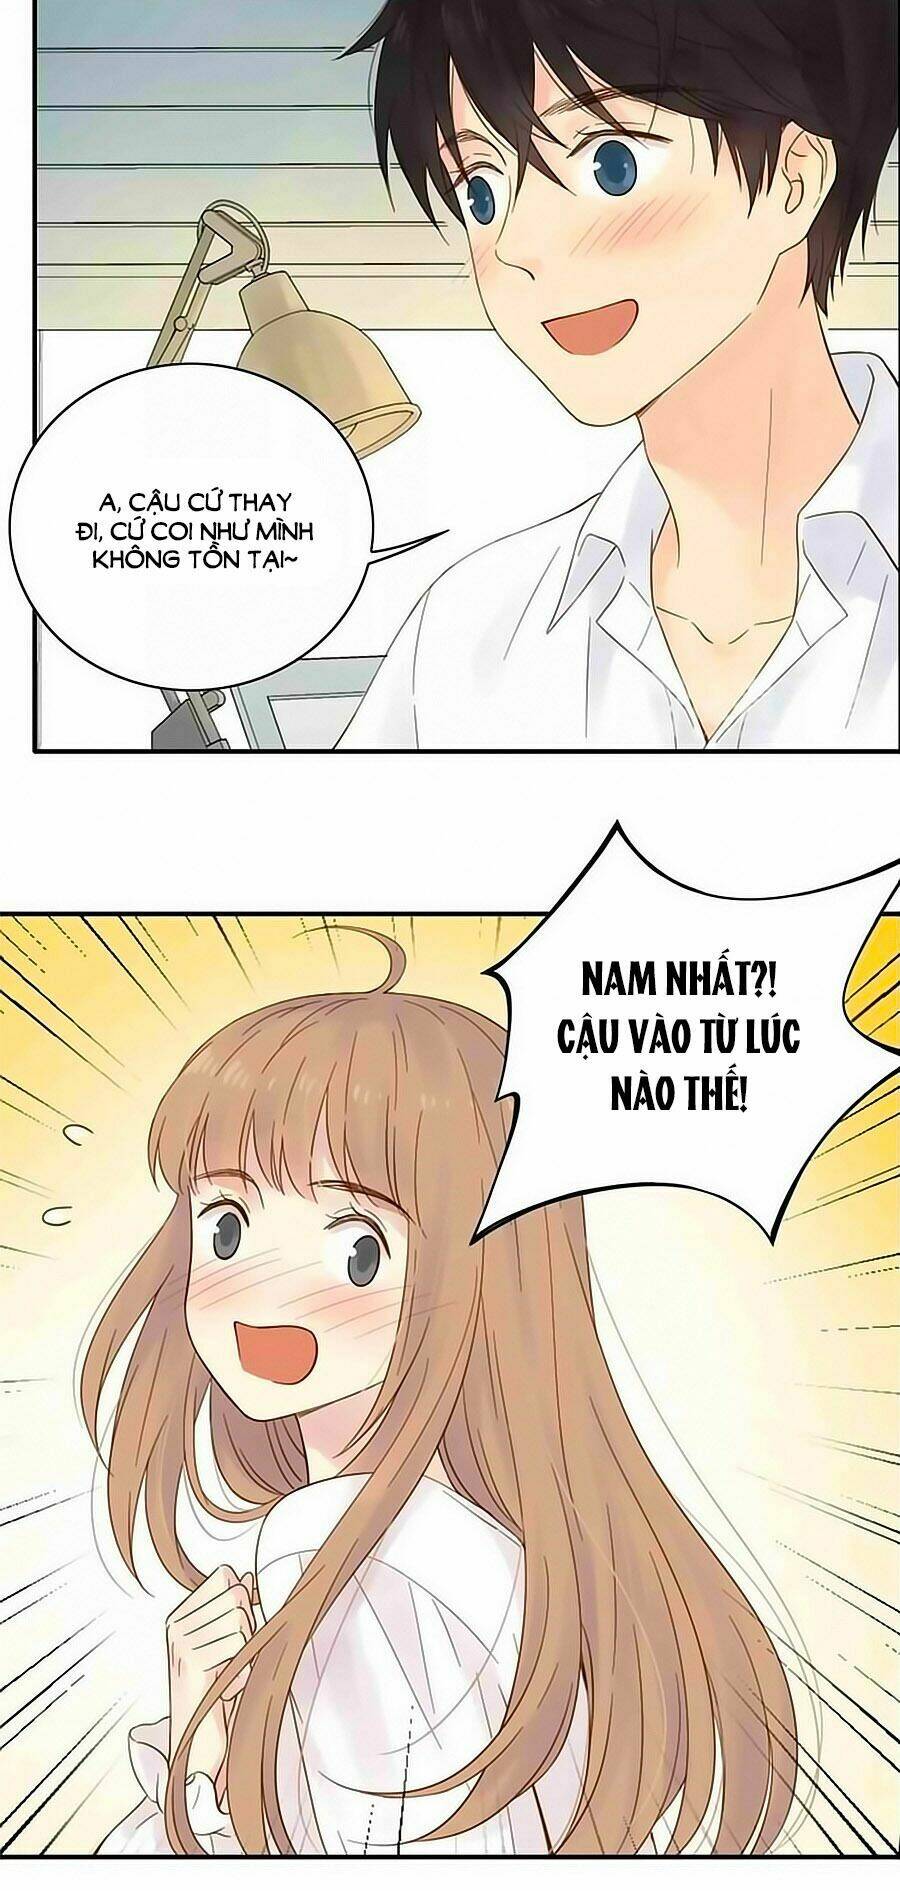 A, CẬU CỨ THAY
ĐI, CỨ COI NHƯ MÌNH
KHÔNG TỒN TẠI~
NAM NHẤT?!
CẬU VÀO TỪ LÚC
NÀO THẾ!